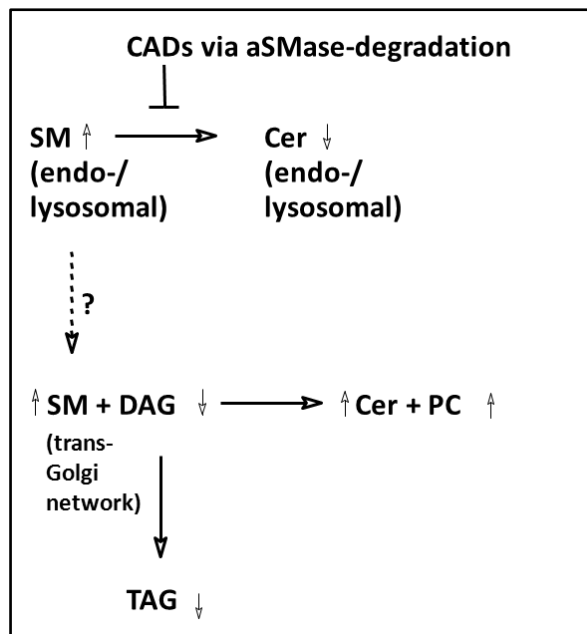 CADs via aSMase-degradation
SM ↑ Cer ↓
(endo-/ (endo-/
lysosomal) lysosomal)
?
↑ SM + DAG ↓ ↑ Cer + PC ↑
(trans-
Golgi
network)
TAG ↓